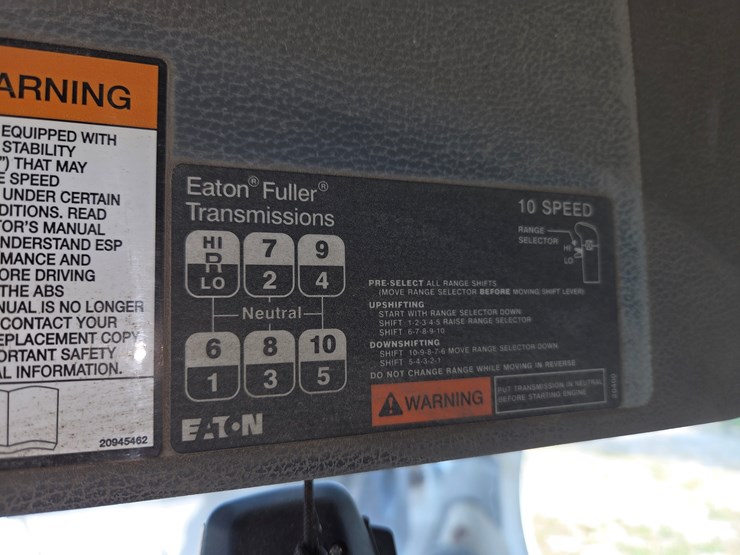 ARNING
EQUIPPED WITH
STABILITY
") THAT MAY
E SPEED
UNDER CERTAIN
DITIONS. READ
OR'S MANUAL
NDERSTAND ESP
MANCE AND
ORE DRIVING
THE ABS
NUAL IS NO LONGER
CONTACT YOUR
EPLACEMENT COPY
ORTANT SAFETY
L INFORMATION.
20945462
Eaton® Fuller®
Transmissions
HI 7 9
R
LO 2 4
Neutral
6 8 10
1 3 5
EATON
10 SPEED
RANGE
SELECTOR
HI
LO
PRE-SELECT ALL RANGE SHIFTS
(MOVE RANGE SELECTOR BEFORE MOVING SHIFT LEVER)
UPSHIFTING
START WITH RANGE SELECTOR DOWN
SHIFT 1-2-3-4-5 RAISE RANGE SELECTOR
SHIFT 6-7-8-9-10
DOWNSHIFTING
SHIFT 10-9-8-7-6 MOVE RANGE SELECTOR DOWN
SHIFT 5-4-3-2-1
DO NOT CHANGE RANGE WHILE MOVING IN REVERSE
WARNING
PUT TRANSMISSION IN NEUTRAL
BEFORE STARTING ENGINE